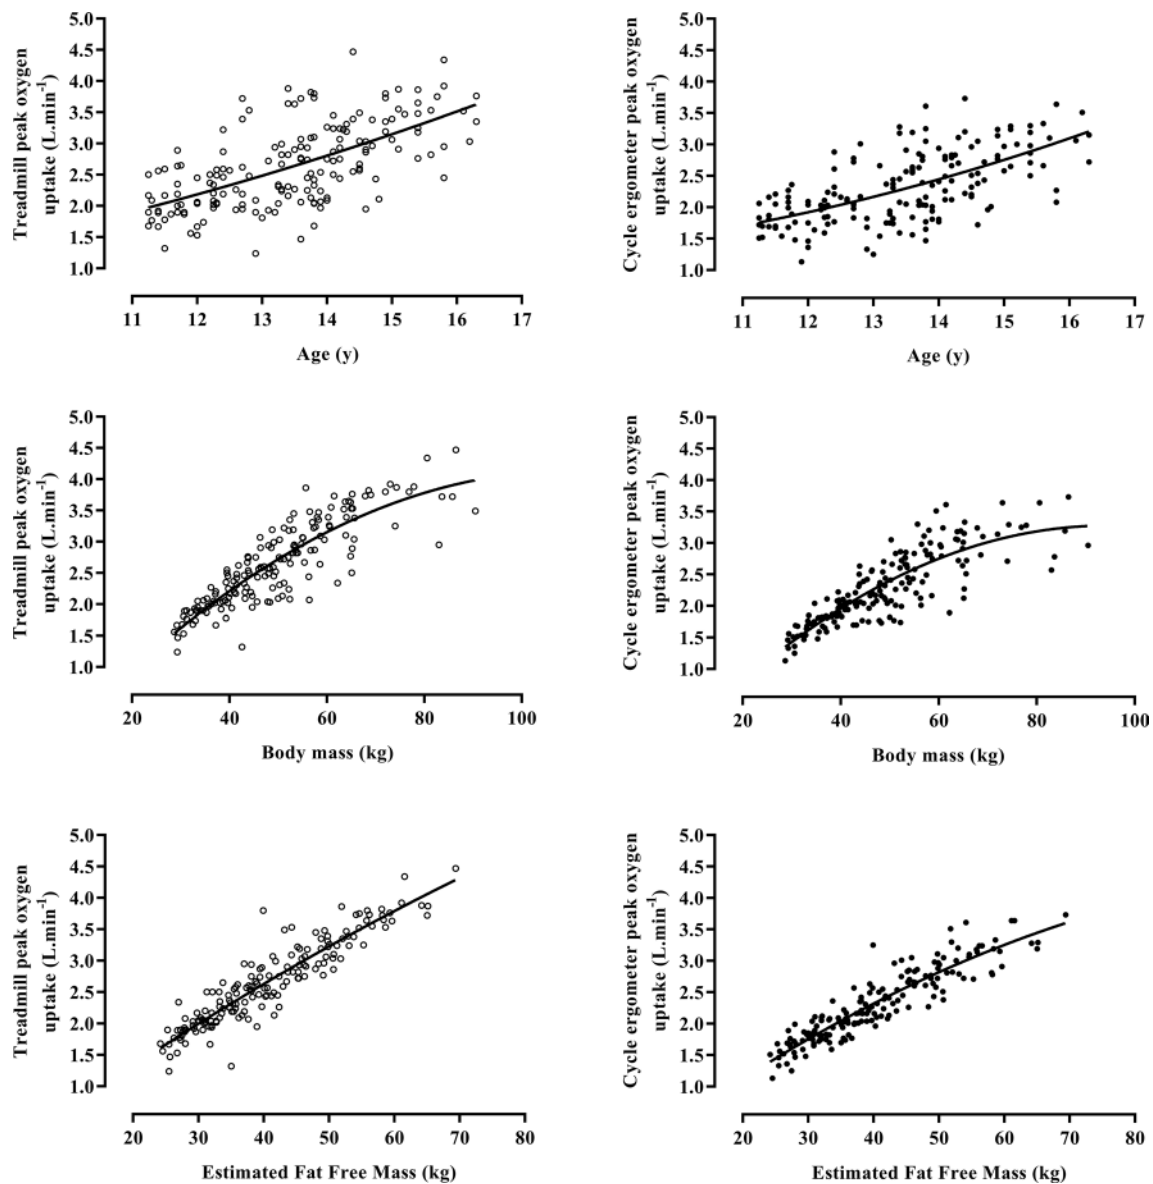 Treadmill peak oxygen
uptake (L.min⁻¹)
5.0
4.5
4.0
3.5
3.0
2.5
2.0
1.5
1.0
11 12 13 14 15 16 17
Age (y)
Cycle ergometer peak oxygen
uptake (L.min⁻¹)
5.0
4.5
4.0
3.5
3.0
2.5
2.0
1.5
1.0
11 12 13 14 15 16 17
Age (y)
Treadmill peak oxygen
uptake (L.min⁻¹)
5.0
4.5
4.0
3.5
3.0
2.5
2.0
1.5
1.0
20 40 60 80 100
Body mass (kg)
Cycle ergometer peak oxygen
uptake (L.min⁻¹)
5.0
4.5
4.0
3.5
3.0
2.5
2.0
1.5
1.0
20 40 60 80 100
Body mass (kg)
Treadmill peak oxygen
uptake (L.min⁻¹)
5.0
4.5
4.0
3.5
3.0
2.5
2.0
1.5
1.0
20 30 40 50 60 70 80
Estimated Fat Free Mass (kg)
Cycle ergometer peak oxygen
uptake (L.min⁻¹)
5.0
4.5
4.0
3.5
3.0
2.5
2.0
1.5
1.0
20 30 40 50 60 70 80
Estimated Fat Free Mass (kg)